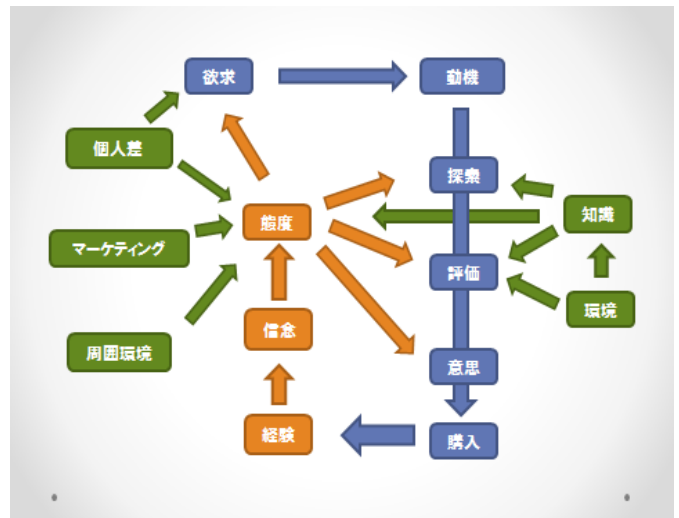 欲求
動機
個人差
探索
態度
知識
マーケティング
評価
環境
信念
周囲環境
意思
経験
購入